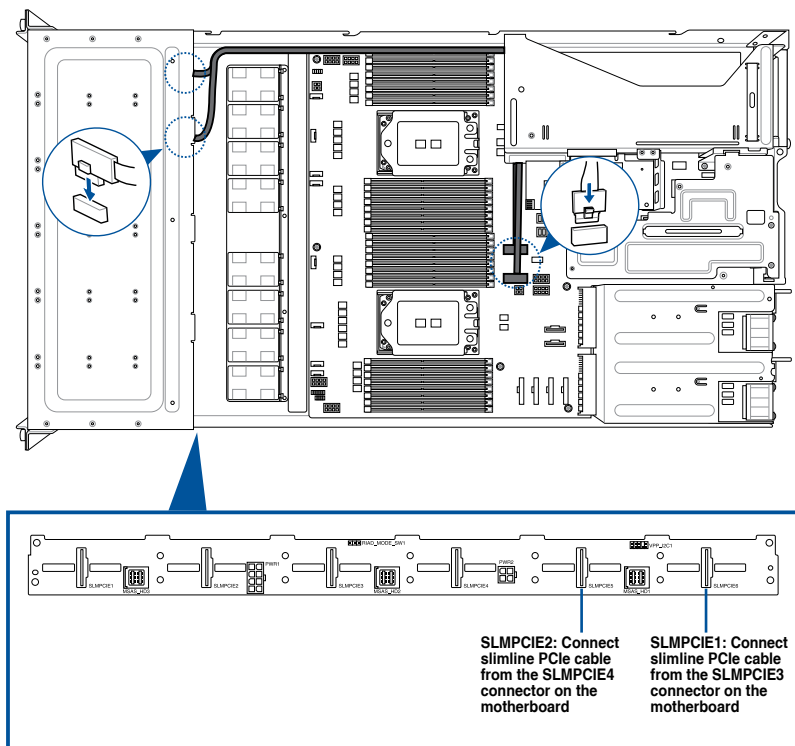 RIAD_MODE_SW1
VPP_I2C1
PWR1
PWR2
SLMPCIE1
MSAS_HD3
SLMPCIE2
SLMPCIE3
MSAS_HD2
SLMPCIE4
SLMPCIE5
MSAS_HD1
SLMPCIE6
SLMPCIE2: Connect
slimline PCIe cable
from the SLMPCIE4
connector on the
motherboard
SLMPCIE1: Connect
slimline PCIe cable
from the SLMPCIE3
connector on the
motherboard